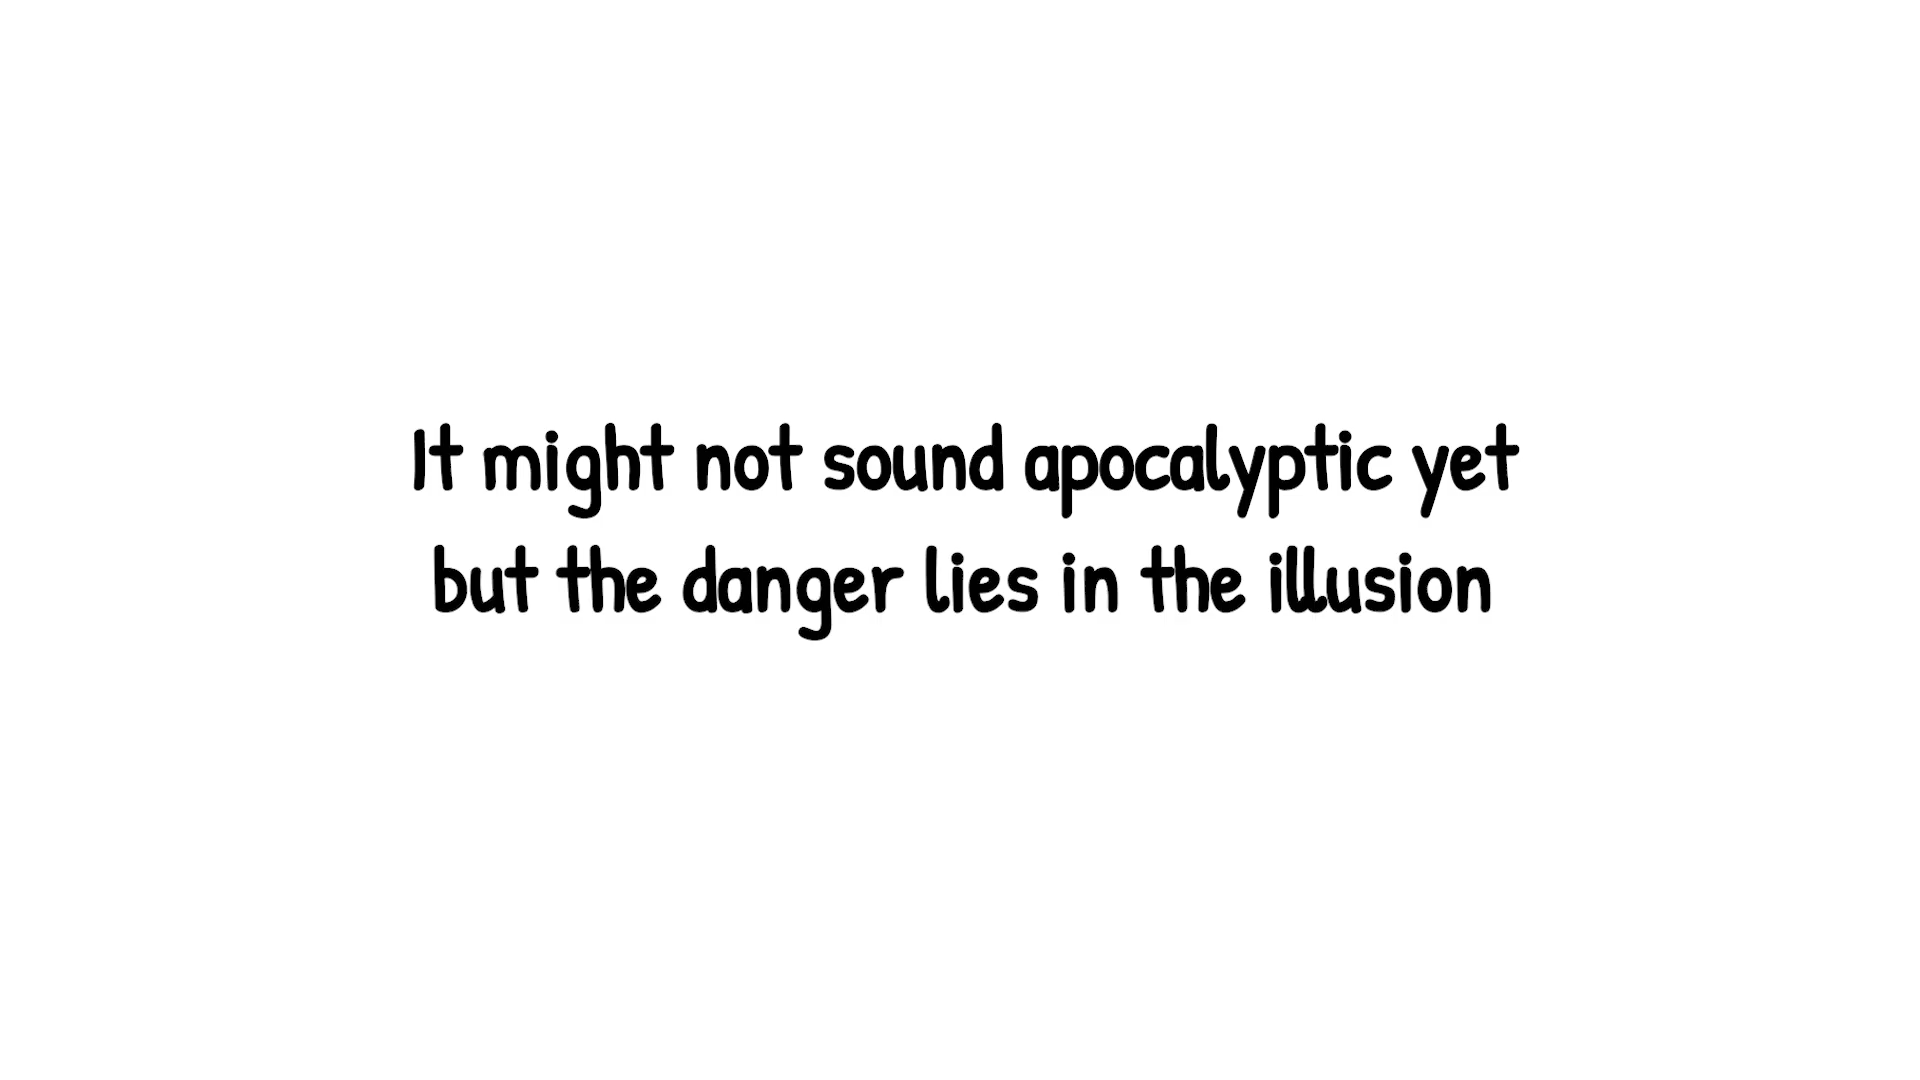 It might not sound apocalyptic yet
but the danger lies in the illusion